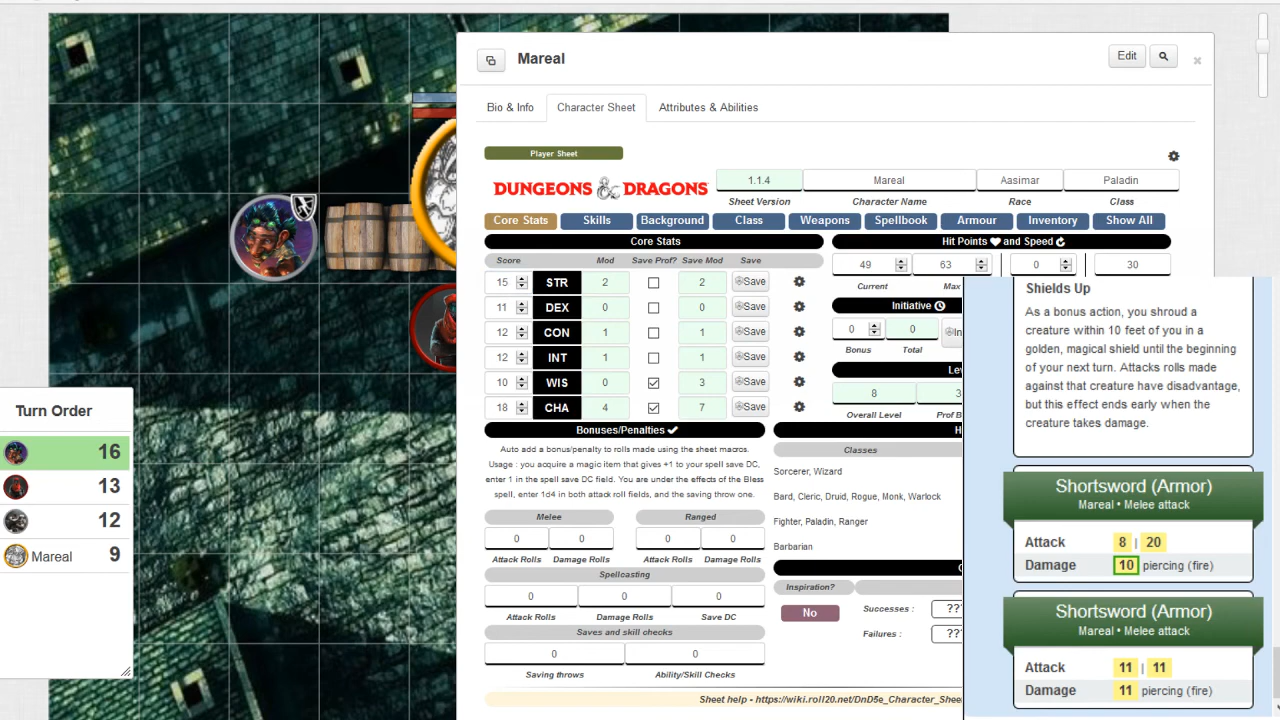 Mareal
Edit
Bio & Info
Character Sheet
Attributes & Abilities
Player Sheet
DUNGEONS & DRAGONS
1.1.4
Mareal
Aasimar
Paladin
Sheet Version
Character Name
Race
Class
Core Stats
Skills
Background
Class
Weapons
Spellbook
Armour
Inventory
Show All
Core Stats
Score
Mod
Save Prof?
Save Mod
Save
15 STR 2 2 Save
11 DEX 0 0 Save
12 CON 1 1 Save
12 INT 1 1 Save
10 WIS 0 3 Save
18 CHA 4 7 Save
Hit Points and Speed
49 63 0 30
Current
Max
Initiative
0 0 In
Bonus
Total
Lev
8 3
Overall Level
Prof B
Bonuses/Penalties
Auto add a bonus/penalty to rolls made using the sheet macros.
Usage : you acquire a magic item that gives +1 to your spell save DC,
enter 1 in the spell save DC field. You are under the effects of the Bless
spell, enter 1d4 in both attack roll fields, and the saving throw one.
Melee
Ranged
0 0 0 0
Attack Rolls
Damage Rolls
Attack Rolls
Damage Rolls
Spellcasting
0 0 0
Attack Rolls
Damage Rolls
Save DC
Saves and skill checks
0 0
Saving throws
Ability/Skill Checks
H
Classes
Sorcerer, Wizard
Bard, Cleric, Druid, Rogue, Monk, Warlock
Fighter, Paladin, Ranger
Barbarian
Inspiration?
No
Successes :
??
Failures :
??
Sheet help - https://wiki.roll20.net/DnD5e_Character_Shee
Turn Order
16
13
12
Mareal 9
Shields Up
As a bonus action, you shroud a
creature within 10 feet of you in a
golden, magical shield until the beginning
of your next turn. Attacks rolls made
against that creature have disadvantage,
but this effect ends early when the
creature takes damage.
Shortsword (Armor)
Mareal • Melee attack
Attack 8 | 20
Damage 10 piercing (fire)
Shortsword (Armor)
Mareal • Melee attack
Attack 11 | 11
Damage 11 piercing (fire)